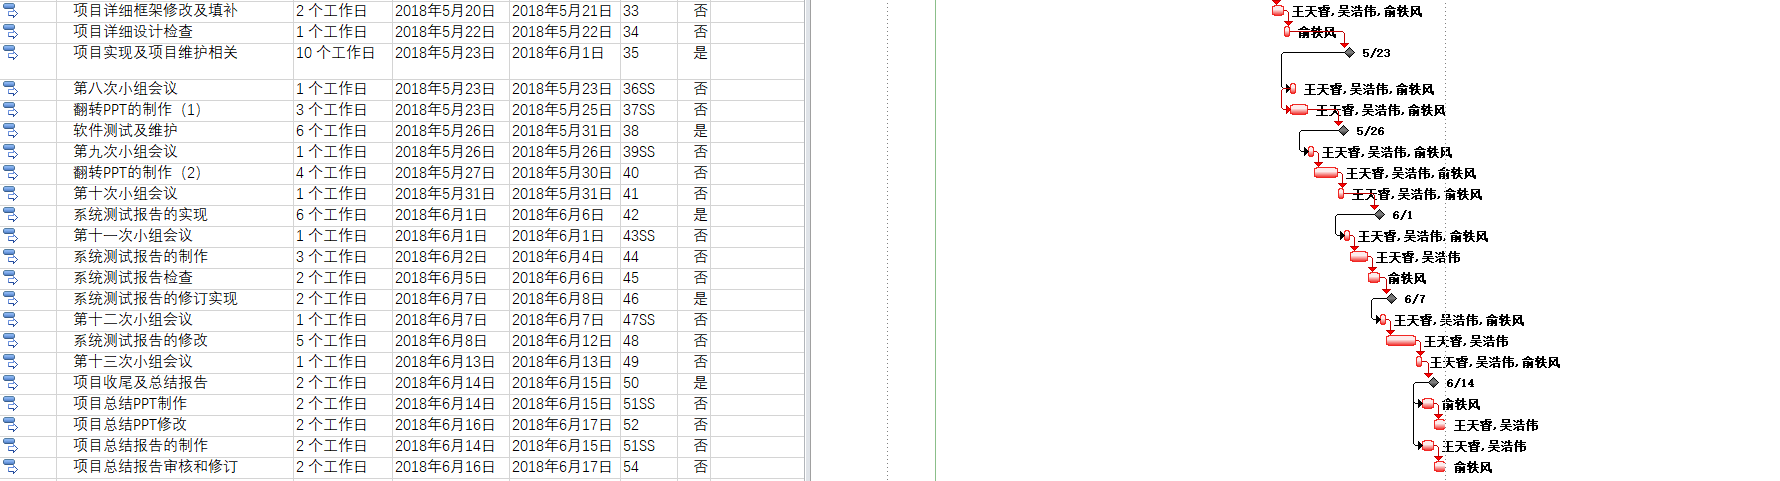 项目详细框架修改及填补 2 个工作日 2018年5月20日 2018年5月21日 33 否 王天睿, 吴浩伟, 俞轶风
项目详细设计检查 1 个工作日 2018年5月22日 2018年5月22日 34 否 俞轶风
项目实现及项目维护相关 10 个工作日 2018年5月23日 2018年6月1日 35 是 5/23
第八次小组会议 1 个工作日 2018年5月23日 2018年5月23日 36SS 否 王天睿, 吴浩伟, 俞轶风
翻转PPT的制作（1） 3 个工作日 2018年5月23日 2018年5月25日 37SS 否 王天睿, 吴浩伟, 俞轶风
软件测试及维护 6 个工作日 2018年5月26日 2018年5月31日 38 是 5/26
第九次小组会议 1 个工作日 2018年5月26日 2018年5月26日 39SS 否 王天睿, 吴浩伟, 俞轶风
翻转PPT的制作（2） 4 个工作日 2018年5月27日 2018年5月30日 40 否 王天睿, 吴浩伟, 俞轶风
第十次小组会议 1 个工作日 2018年5月31日 2018年5月31日 41 否 王天睿, 吴浩伟, 俞轶风
系统测试报告的实现 6 个工作日 2018年6月1日 2018年6月6日 42 是 6/1
第十一次小组会议 1 个工作日 2018年6月1日 2018年6月1日 43SS 否 王天睿, 吴浩伟, 俞轶风
系统测试报告的制作 3 个工作日 2018年6月2日 2018年6月4日 44 否 王天睿, 吴浩伟
系统测试报告检查 2 个工作日 2018年6月5日 2018年6月6日 45 否 俞轶风
系统测试报告的修订实现 2 个工作日 2018年6月7日 2018年6月8日 46 是 6/7
第十二次小组会议 1 个工作日 2018年6月7日 2018年6月7日 47SS 否 王天睿, 吴浩伟, 俞轶风
系统测试报告的修改 5 个工作日 2018年6月8日 2018年6月12日 48 否 王天睿, 吴浩伟
第十三次小组会议 1 个工作日 2018年6月13日 2018年6月13日 49 否 王天睿, 吴浩伟, 俞轶风
项目收尾及总结报告 2 个工作日 2018年6月14日 2018年6月15日 50 是 6/14
项目总结PPT制作 2 个工作日 2018年6月14日 2018年6月15日 51SS 否 俞轶风
项目总结PPT修改 2 个工作日 2018年6月16日 2018年6月17日 52 否 王天睿, 吴浩伟
项目总结报告的制作 2 个工作日 2018年6月14日 2018年6月15日 51SS 否 王天睿, 吴浩伟
项目总结报告审核和修订 2 个工作日 2018年6月16日 2018年6月17日 54 否 俞轶风